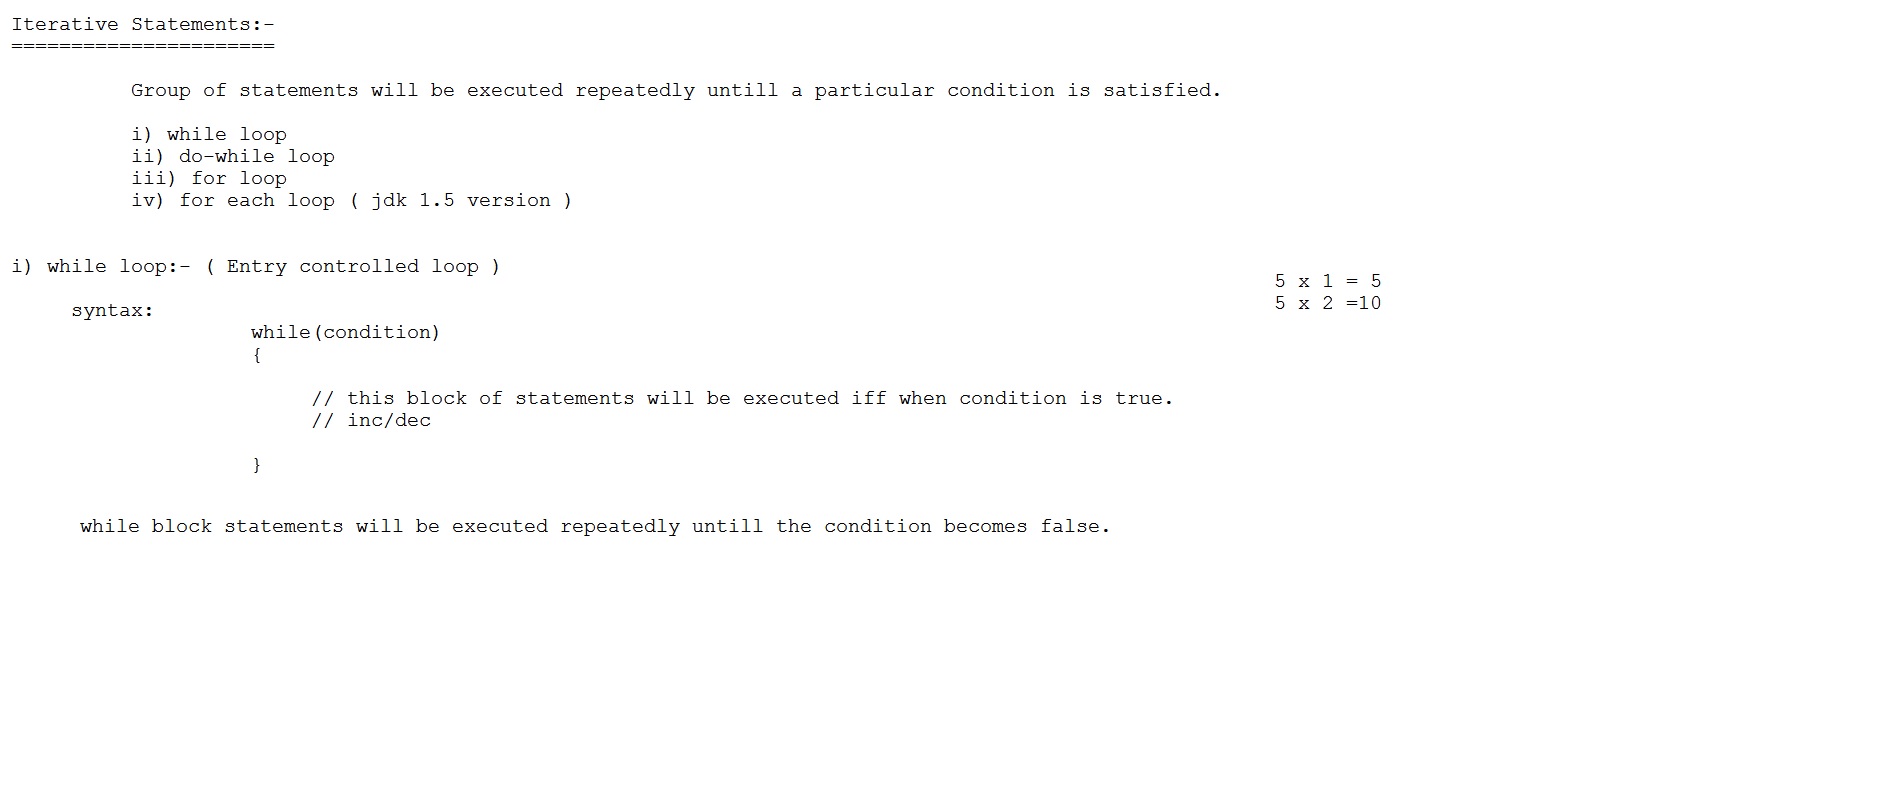 Iterative Statements:-
======================
Group of statements will be executed repeatedly untill a particular condition is satisfied.
i) while loop
ii) do-while loop
iii) for loop
iv) for each loop ( jdk 1.5 version )
i) while loop:- ( Entry controlled loop )
5 x 1 = 5
5 x 2 =10
syntax:
while(condition)
{
// this block of statements will be executed iff when condition is true.
// inc/dec
}
while block statements will be executed repeatedly untill the condition becomes false.